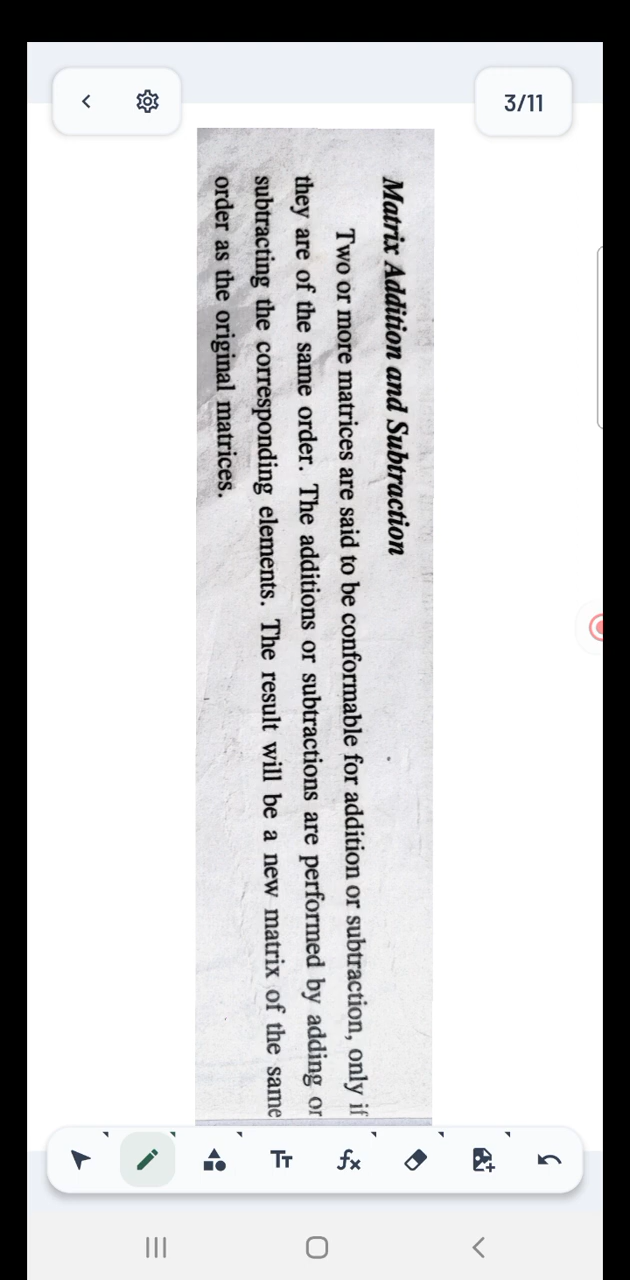 3/11
Matrix Addition and Subtraction
Two or more matrices are said to be conformable for addition or subtraction, only if
they are of the same order. The additions or subtractions are performed by adding or
subtracting the corresponding elements. The result will be a new matrix of the same
order as the original matrices.
Tт
fx